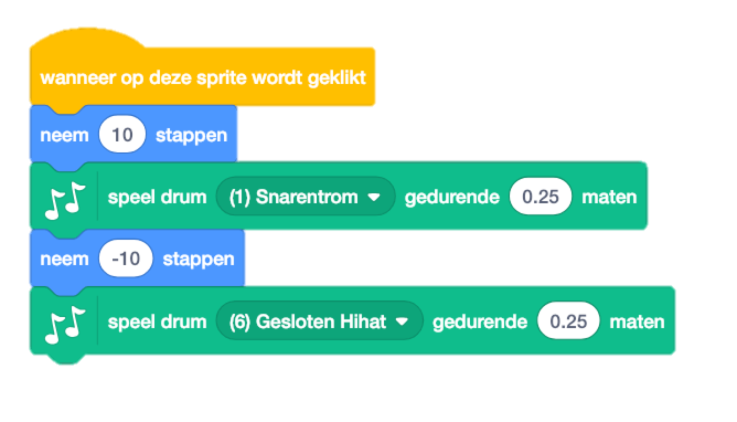 wanneer op deze sprite wordt geklikt
neem 10 stappen
speel drum (1) Snarentrom gedurende 0.25 maten
neem -10 stappen
speel drum (6) Gesloten Hihat gedurende 0.25 maten